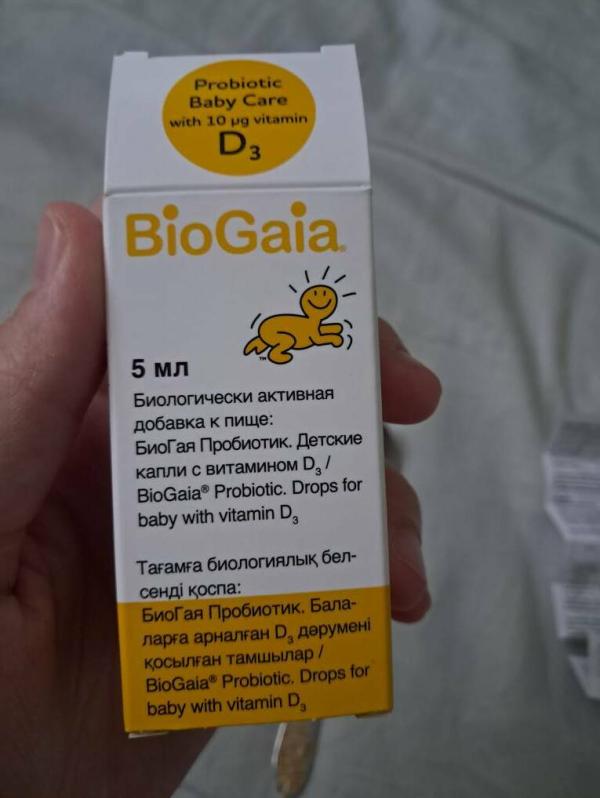 Probiotic
Baby Care
with 10 µg vitamin
D₃
BioGaia®
™
5 мл
Биологически активная
добавка к пище:
БиоГая Пробиотик. Детские
капли с витамином D₃ /
BioGaia® Probiotic. Drops for
baby with vitamin D₃
Тағамға биологиялық бел-
сенді қоспа:
БиоГая Пробиотик. Бала-
ларға арналған D₃ дәрумені
қосылған тамшылар /
BioGaia® Probiotic. Drops for
baby with vitamin D₃